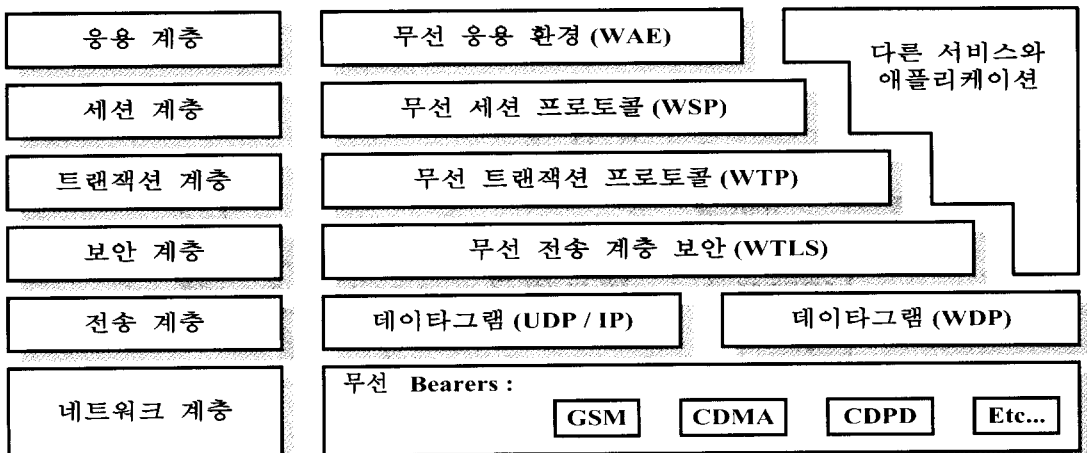 응용 계층
무선 응용 환경 (WAE)
다른 서비스와
애플리케이션
세션 계층
무선 세션 프로토콜 (WSP)
트랜잭션 계층
무선 트랜잭션 프로토콜 (WTP)
보안 계층
무선 전송 계층 보안 (WTLS)
전송 계층
데이타그램 (UDP / IP)
데이타그램 (WDP)
네트워크 계층
무선 Bearers :
GSM
CDMA
CDPD
Etc...